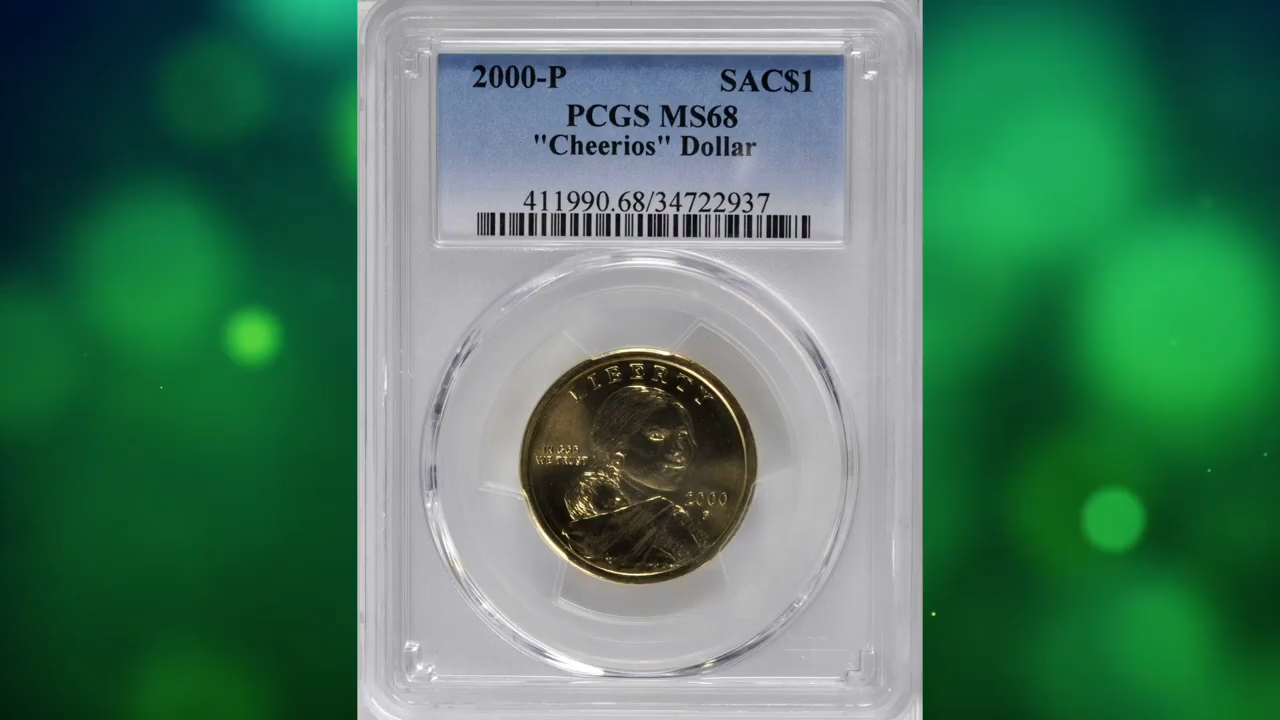 2000-P SAC$1
PCGS MS68
"Cheerios" Dollar
411990.68/34722937
LIBERTY
IN GOD
WE TRUST
2000
P